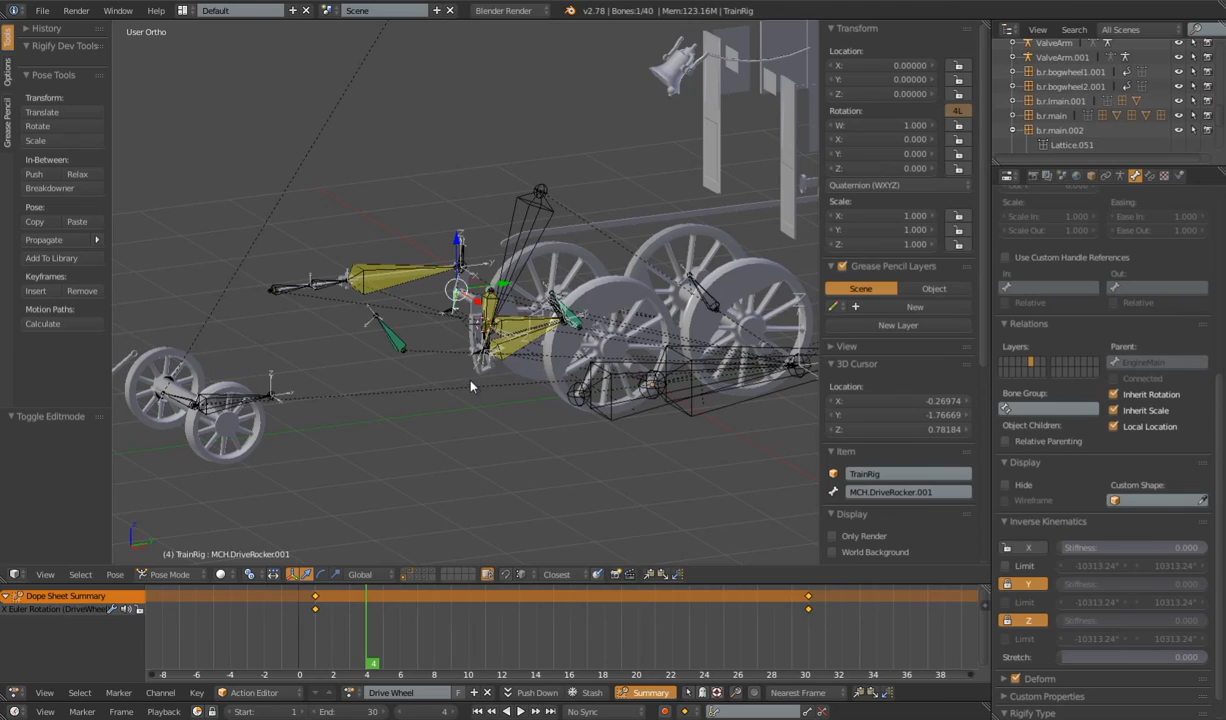 File Render Window Help Default Scene Blender Render v2.78 | Bones:1/40 | Mem:123.16M | TrainRig
View Search All Scenes
Tools
Options
Grease Pencil
History
Rigify Dev Tools
Pose Tools
Transform:
Translate
Rotate
Scale
In-Between:
Push Relax
Breakdowner
Pose:
Copy Paste
Propagate
Add To Library
Keyframes:
Insert Remove
Motion Paths:
Calculate
Toggle Editmode
User Ortho
(4) TrainRig : MCH.DriveRocker.001
Transform
Location:
X: 0.00000
Y: 0.00000
Z: 0.00000
Rotation: 4L
W: 1.000
X: 0.000
Y: 0.000
Z: 0.000
Quaternion (WXYZ)
Scale:
X: 1.000
Y: 1.000
Z: 1.000
Grease Pencil Layers
Scene Object
New
New Layer
View
3D Cursor
Location:
X: -0.26974
Y: -1.76669
Z: 0.78184
Item
TrainRig
MCH.DriveRocker.001
Display
Only Render
World Background
ValveArm
ValveArm.001
b.r.bogwheel1.001
b.r.bogwheel2.001
b.r.lmain.001
b.r.main
b.r.main.002
Lattice.051
Scale: Easing:
Scale In: 1.000 Ease In: 1.000
Scale Out: 1.000 Ease Out: 1.000
Use Custom Handle References
In: Out:
Relative Relative
Relations
Layers: Parent:
EngineMain
Connected
Bone Group: Inherit Rotation
Inherit Scale
Object Children: Local Location
Relative Parenting
Display
Hide Custom Shape:
Wireframe
Inverse Kinematics
X Stiffness: 0.000
Limit -10313.24° 10313.24°
Y Stiffness: 0.000
Limit -10313.24° 10313.24°
Z Stiffness: 0.000
Limit -10313.24° 10313.24°
Stretch: 0.000
Deform
Custom Properties
Rigify Type
View Select Pose Pose Mode Global Closest
Dope Sheet Summary
X Euler Rotation (DriveWheel
4
-8 -6 -4 -2 0 2 4 6 8 10 12 14 16 18 20 22 24 26 28 30 32 34 36 38
View Select Marker Channel Key Action Editor Drive Wheel F Push Down Stash Summary Nearest Frame
View Marker Frame Playback Start: 1 End: 30 4 No Sync